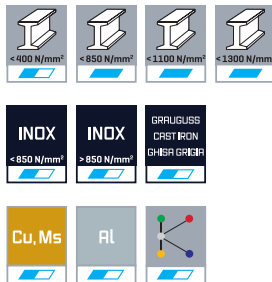 <400 N/mm² <850 N/mm² <1100 N/mm² <1300 N/mm²
INOX INOX GRAUGUSS
CAST IRON
GHISA GRIGIA
<850 N/mm² >850 N/mm²
Cu, Ms Al